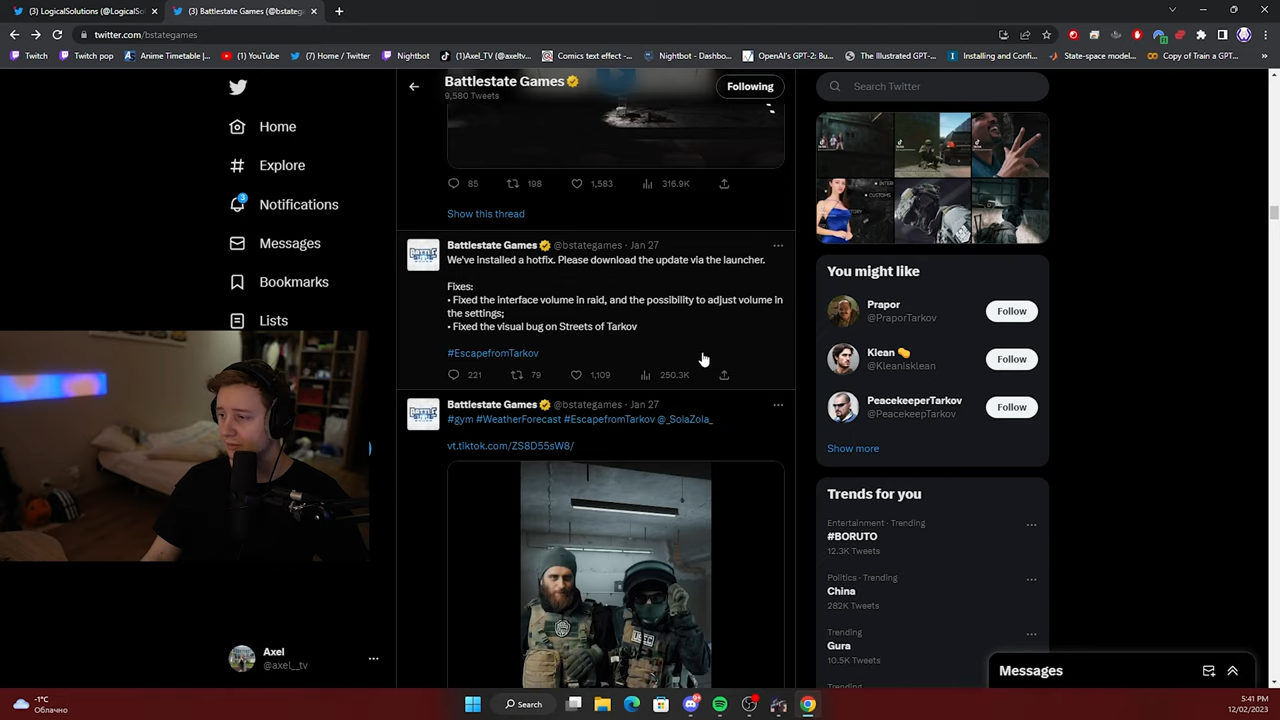 (3) LogicalSolutions (@LogicalSol
(3) Battlestate Games (@bstateg
twitter.com/bstategames
Twitch
Twitch pop
Anime Timetable |...
(1) YouTube
(7) Home / Twitter
Nightbot
Axel_TV (@axeltv...
Comics text effect -...
Nightbot - Dashbo...
OpenAI's GPT-2: Bu...
The Illustrated GPT-...
Installing and Confi...
State-space model...
Copy of Train a GPT...
Home
Explore
3
Notifications
Messages
Bookmarks
Lists
Axel
@axel__tv
Battlestate Games
9,580 Tweets
Following
85 198 1,583 316.9K
Show this thread
Battlestate Games @bstategames · Jan 27
We've installed a hotfix. Please download the update via the launcher.
Fixes:
• Fixed the interface volume in raid, and the possibility to adjust volume in
the settings;
• Fixed the visual bug on Streets of Tarkov
#EscapefromTarkov
221 79 1,109 250.3K
Battlestate Games @bstategames · Jan 27
#gym #WeatherForecast #EscapefromTarkov @_SolaZola_
vt.tiktok.com/ZS8D55sW8/
Search Twitter
You might like
Prapor
@PraporTarkov
Follow
Klean
@KleanIsklean
Follow
PeacekeeperTarkov
@PeacekeepTarkov
Follow
Show more
Trends for you
Entertainment · Trending
#BORUTO
12.3K Tweets
Politics · Trending
China
282K Tweets
Trending
Gura
10.5K Tweets
Messages
-1°C
Облачно
Search
5:41 PM
12/02/2023